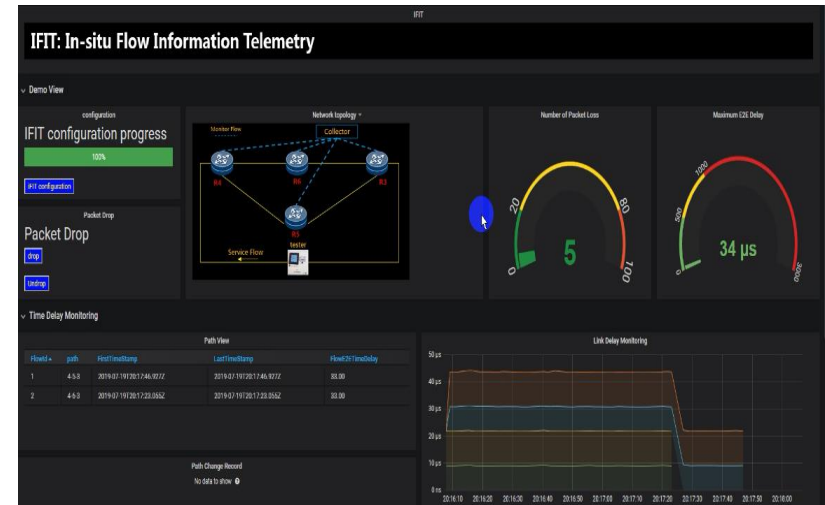 IFIT
IFIT: In-situ Flow Information Telemetry
Demo View
configuration
IFIT configuration progress
100%
IFIT configuration
Packet Drop
Packet Drop
drop
Undrop
Network topology
Monitor Flow
Collector
R4
R6
R3
R5
tester
Service Flow
Number of Packet Loss
0
20
80
100
5
Maximum E2E Delay
0
500
1000
3000
34 µs
Time Delay Monitoring
Path View
FlowId path FirstTimeStamp LastTimeStamp FlowE2ETimeDelay
1 4-5-3 2019-07-19T20:17:46.927Z 2019-07-19T20:17:46.927Z 33.00
2 4-6-3 2019-07-19T20:17:23.055Z 2019-07-19T20:17:23.055Z 33.00
Path Change Record
No data to show
Link Delay Monitoring
50 µs
40 µs
30 µs
20 µs
10 µs
0 ns
20:16:10 20:16:20 20:16:30 20:16:40 20:16:50 20:17:00 20:17:10 20:17:20 20:17:30 20:17:40 20:17:50 20:18:00